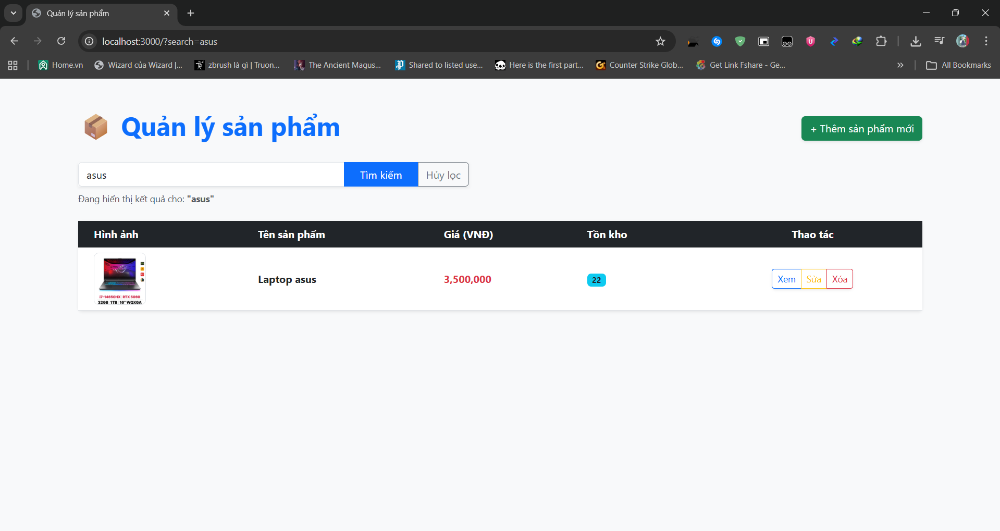 Quản lý sản phẩm
localhost:3000/?search=asus
Home.vn
Wizard của Wizard |...
zbrush là gì | Truon...
The Ancient Magus...
Shared to listed use...
Here is the first part...
Counter Strike Glob...
Get Link Fshare - Ge...
All Bookmarks
Quản lý sản phẩm
+ Thêm sản phẩm mới
asus
Tìm kiếm
Hủy lọc
Đang hiển thị kết quả cho: "asus"
Hình ảnh Tên sản phẩm Giá (VNĐ) Tồn kho Thao tác
i7-14650HX RTX 5060
32GB 1TB 16" WQXGA
Laptop asus
3,500,000
22
Xem
Sửa
Xóa